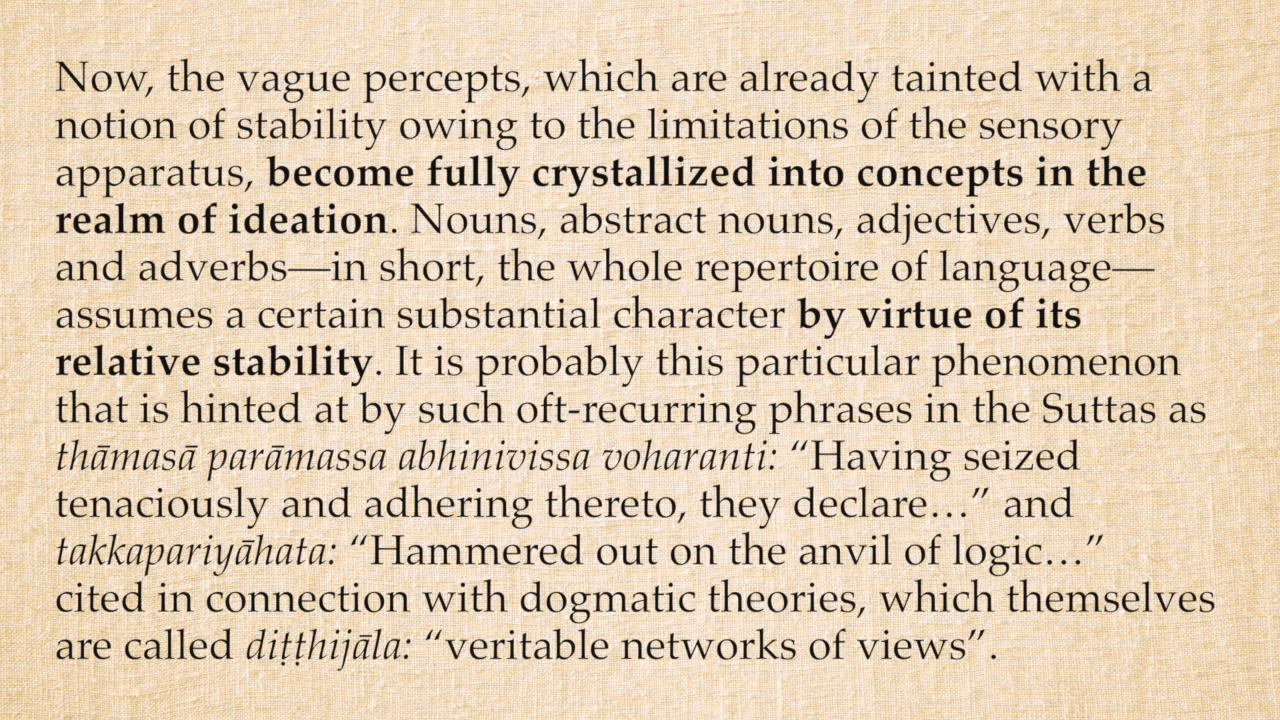 Now, the vague percepts, which are already tainted with a
notion of stability owing to the limitations of the sensory
apparatus, become fully crystallized into concepts in the
realm of ideation. Nouns, abstract nouns, adjectives, verbs
and adverbs—in short, the whole repertoire of language—
assumes a certain substantial character by virtue of its
relative stability. It is probably this particular phenomenon
that is hinted at by such oft-recurring phrases in the Suttas as
thāmasā parāmassa abhinivissa voharanti: “Having seized
tenaciously and adhering thereto, they declare…” and
takkapariyāhata: “Hammered out on the anvil of logic…”
cited in connection with dogmatic theories, which themselves
are called diṭṭhijāla: “veritable networks of views”.